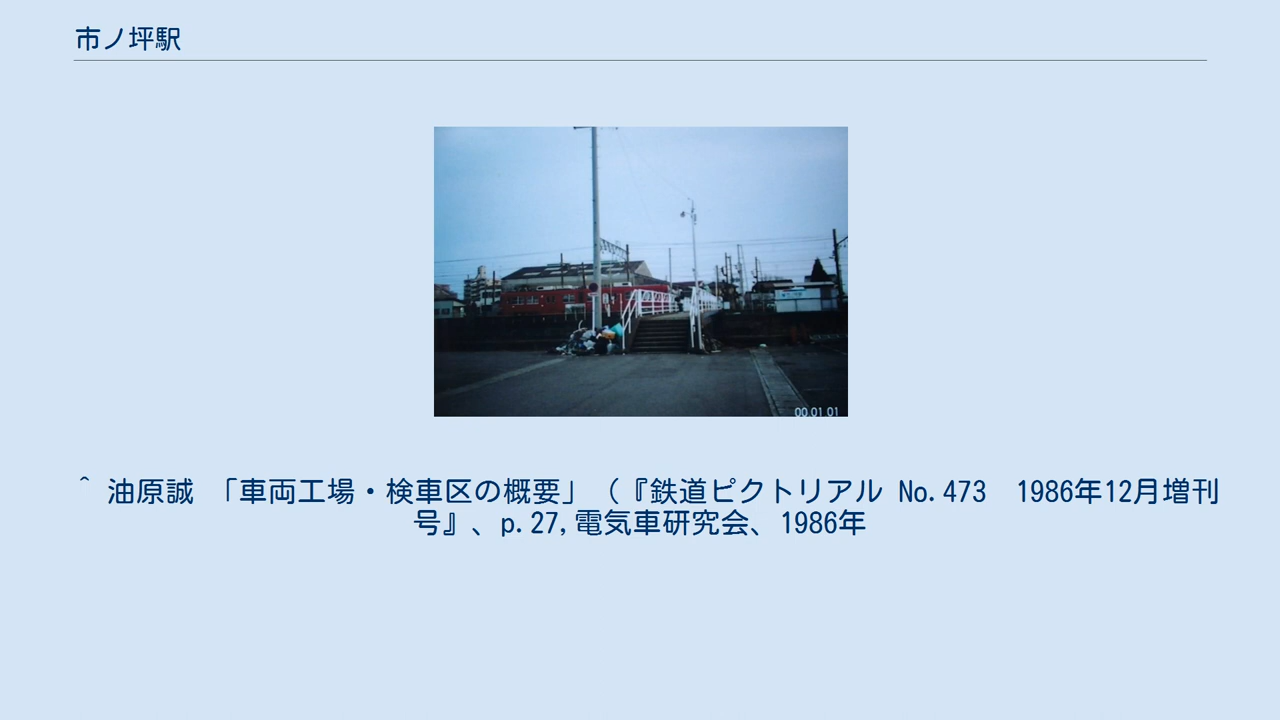 市ノ坪駅
00 01 01
^ 油原誠 「車両工場・検車区の概要」（『鉄道ピクトリアル No.473　1986年12月増刊
号』、p.27,電気車研究会、1986年